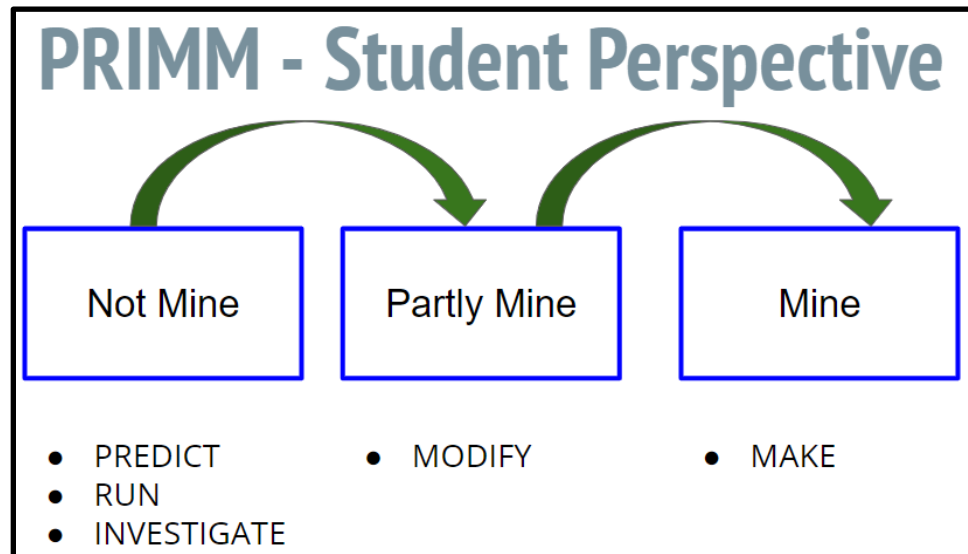 PRIMM - Student Perspective
Not Mine
Partly Mine
Mine
● PREDICT
● RUN
● INVESTIGATE
● MODIFY
● MAKE